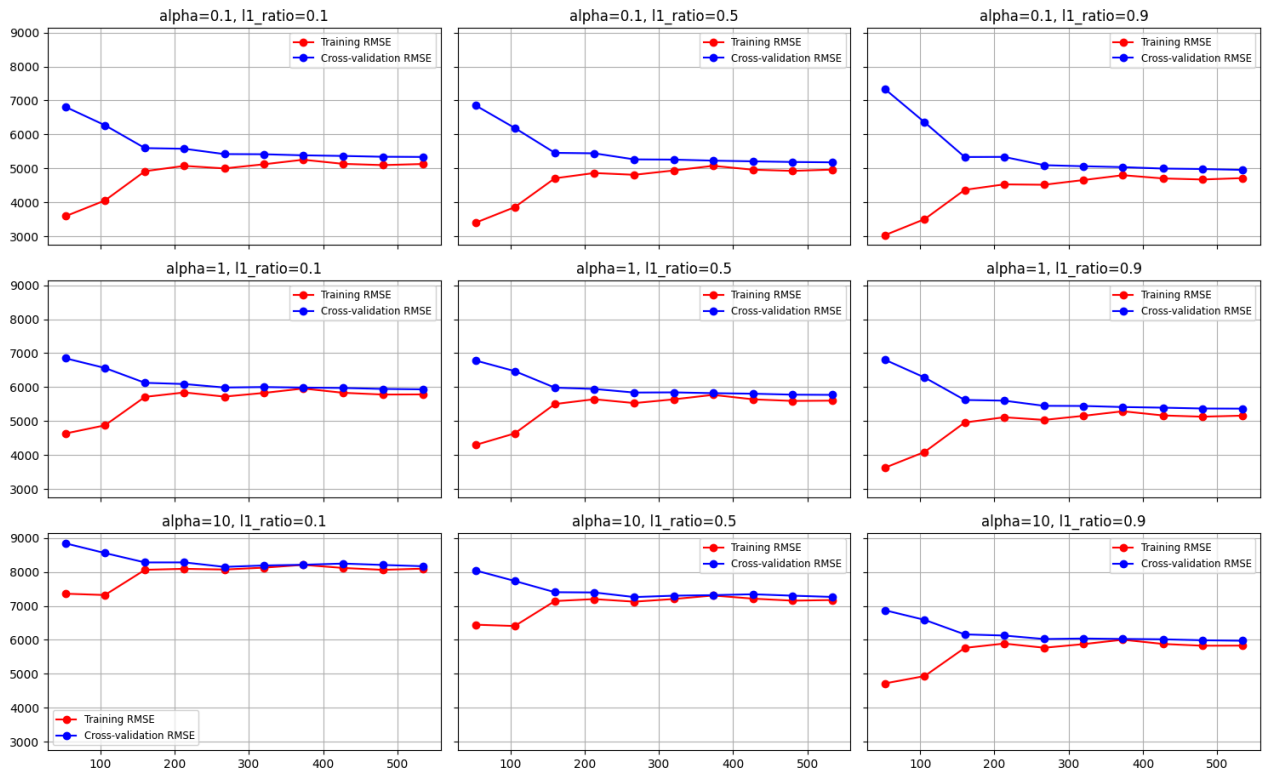 alpha=0.1, l1_ratio=0.1
alpha=0.1, l1_ratio=0.5
alpha=0.1, l1_ratio=0.9
9000
8000
7000
6000
5000
4000
3000
Training RMSE
Cross-validation RMSE
Training RMSE
Cross-validation RMSE
Training RMSE
Cross-validation RMSE
alpha=1, l1_ratio=0.1
alpha=1, l1_ratio=0.5
alpha=1, l1_ratio=0.9
9000
8000
7000
6000
5000
4000
3000
Training RMSE
Cross-validation RMSE
Training RMSE
Cross-validation RMSE
Training RMSE
Cross-validation RMSE
alpha=10, l1_ratio=0.1
alpha=10, l1_ratio=0.5
alpha=10, l1_ratio=0.9
9000
8000
7000
6000
5000
4000
3000
Training RMSE
Cross-validation RMSE
Training RMSE
Cross-validation RMSE
Training RMSE
Cross-validation RMSE
100 200 300 400 500
100 200 300 400 500
100 200 300 400 500